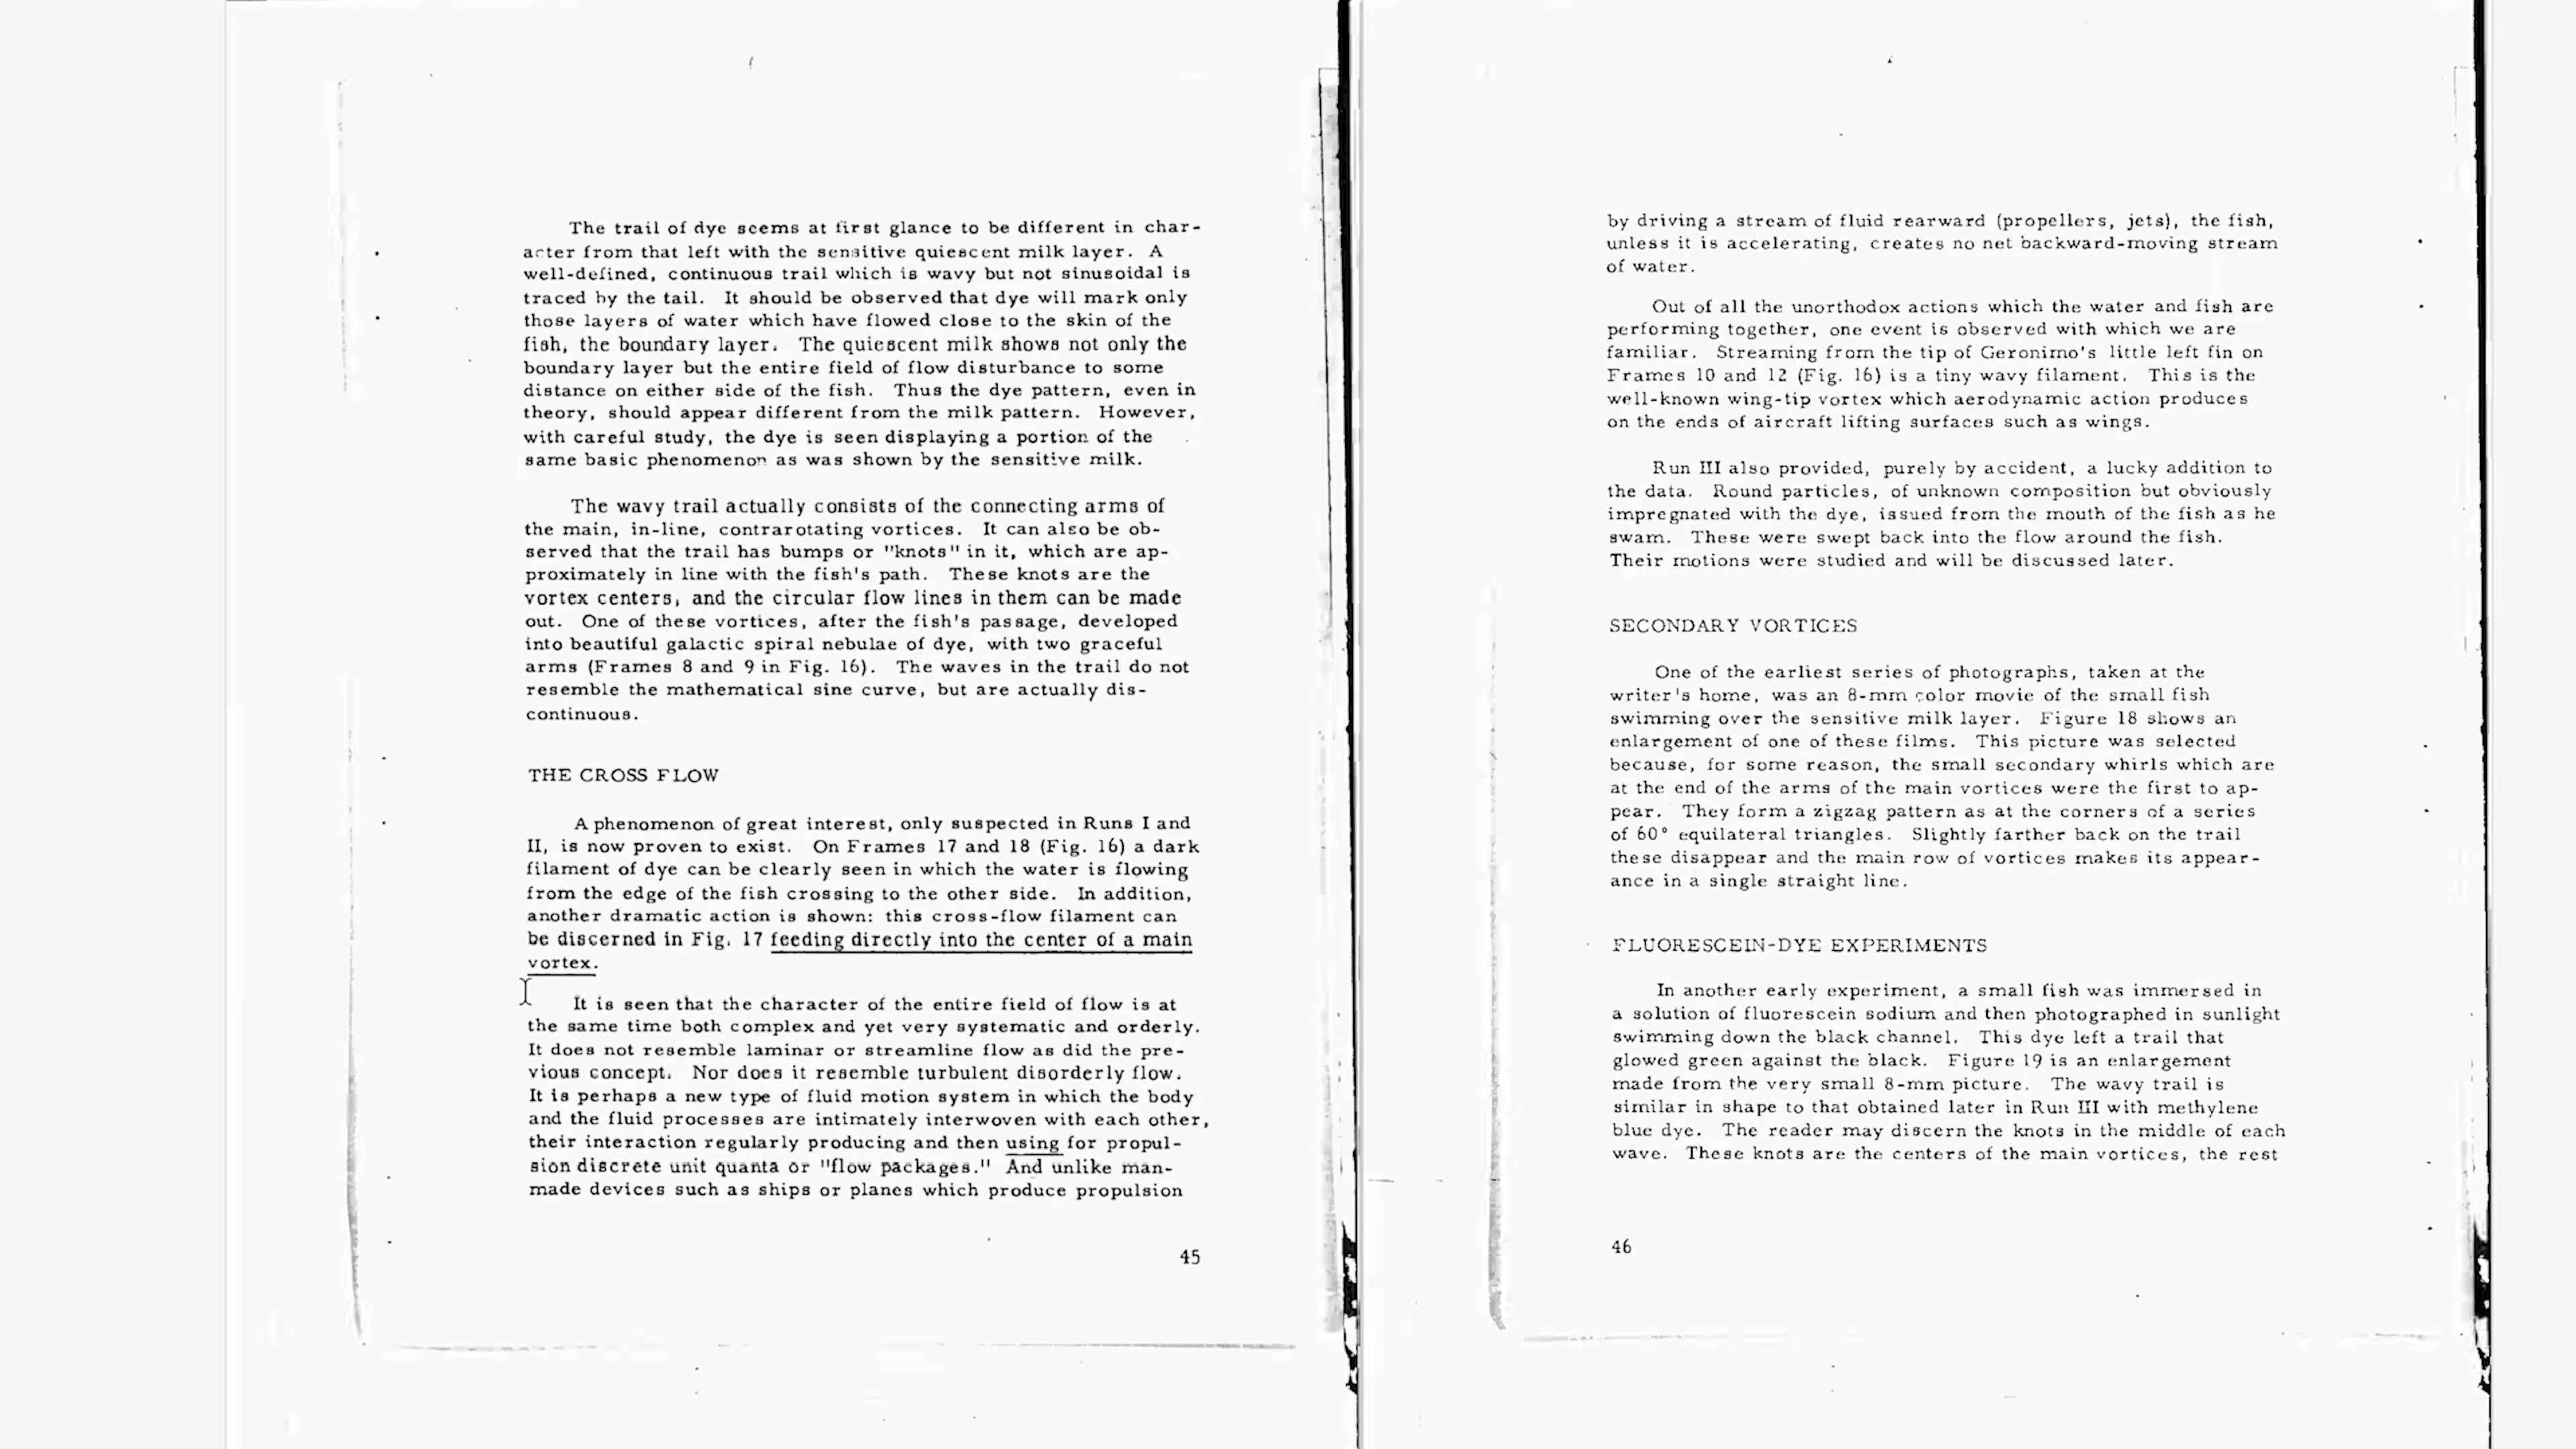 The trail of dye seems at first glance to be different in char-
acter from that left with the sensitive quiescent milk layer. A
well-defined, continuous trail which is wavy but not sinusoidal is
traced by the tail. It should be observed that dye will mark only
those layers of water which have flowed close to the skin of the
fish, the boundary layer. The quiescent milk shows not only the
boundary layer but the entire field of flow disturbance to some
distance on either side of the fish. Thus the dye pattern, even in
theory, should appear different from the milk pattern. However,
with careful study, the dye is seen displaying a portion of the
same basic phenomenon as was shown by the sensitive milk.
The wavy trail actually consists of the connecting arms of
the main, in-line, contrarotating vortices. It can also be ob-
served that the trail has bumps or "knots" in it, which are ap-
proximately in line with the fish's path. These knots are the
vortex centers, and the circular flow lines in them can be made
out. One of these vortices, after the fish's passage, developed
into beautiful galactic spiral nebulae of dye, with two graceful
arms (Frames 8 and 9 in Fig. 16). The waves in the trail do not
resemble the mathematical sine curve, but are actually dis-
continuous.
THE CROSS FLOW
A phenomenon of great interest, only suspected in Runs I and
II, is now proven to exist. On Frames 17 and 18 (Fig. 16) a dark
filament of dye can be clearly seen in which the water is flowing
from the edge of the fish crossing to the other side. In addition,
another dramatic action is shown: this cross-flow filament can
be discerned in Fig. 17 feeding directly into the center of a main
vortex.
It is seen that the character of the entire field of flow is at
the same time both complex and yet very systematic and orderly.
It does not resemble laminar or streamline flow as did the pre-
vious concept. Nor does it resemble turbulent disorderly flow.
It is perhaps a new type of fluid motion system in which the body
and the fluid processes are intimately interwoven with each other,
their interaction regularly producing and then using for propul-
sion discrete unit quanta or "flow packages." And unlike man-
made devices such as ships or planes which produce propulsion
45
by driving a stream of fluid rearward (propellers, jets), the fish,
unless it is accelerating, creates no net backward-moving stream
of water.
Out of all the unorthodox actions which the water and fish are
performing together, one event is observed with which we are
familiar. Streaming from the tip of Geronimo's little left fin on
Frames 10 and 12 (Fig. 16) is a tiny wavy filament. This is the
well-known wing-tip vortex which aerodynamic action produces
on the ends of aircraft lifting surfaces such as wings.
Run III also provided, purely by accident, a lucky addition to
the data. Round particles, of unknown composition but obviously
impregnated with the dye, issued from the mouth of the fish as he
swam. These were swept back into the flow around the fish.
Their motions were studied and will be discussed later.
SECONDARY VORTICES
One of the earliest series of photographs, taken at the
writer's home, was an 8-mm color movie of the small fish
swimming over the sensitive milk layer. Figure 18 shows an
enlargement of one of these films. This picture was selected
because, for some reason, the small secondary whirls which are
at the end of the arms of the main vortices were the first to ap-
pear. They form a zigzag pattern as at the corners of a series
of 60° equilateral triangles. Slightly farther back on the trail
these disappear and the main row of vortices makes its appear-
ance in a single straight line.
FLUORESCEIN-DYE EXPERIMENTS
In another early experiment, a small fish was immersed in
a solution of fluorescein sodium and then photographed in sunlight
swimming down the black channel. This dye left a trail that
glowed green against the black. Figure 19 is an enlargement
made from the very small 8-mm picture. The wavy trail is
similar in shape to that obtained later in Run III with methylene
blue dye. The reader may discern the knots in the middle of each
wave. These knots are the centers of the main vortices, the rest
46